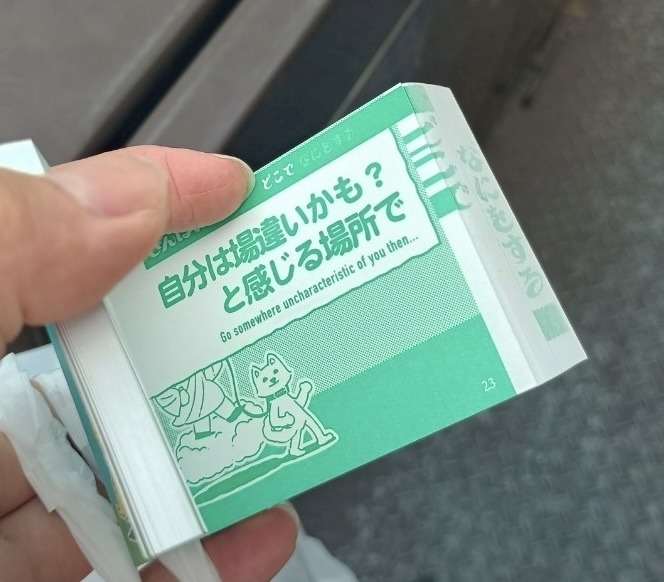 どこで なにをする
自分は場違いかも？
と感じる場所で
Go somewhere uncharacteristic of you then...
23
どこで
なにをする